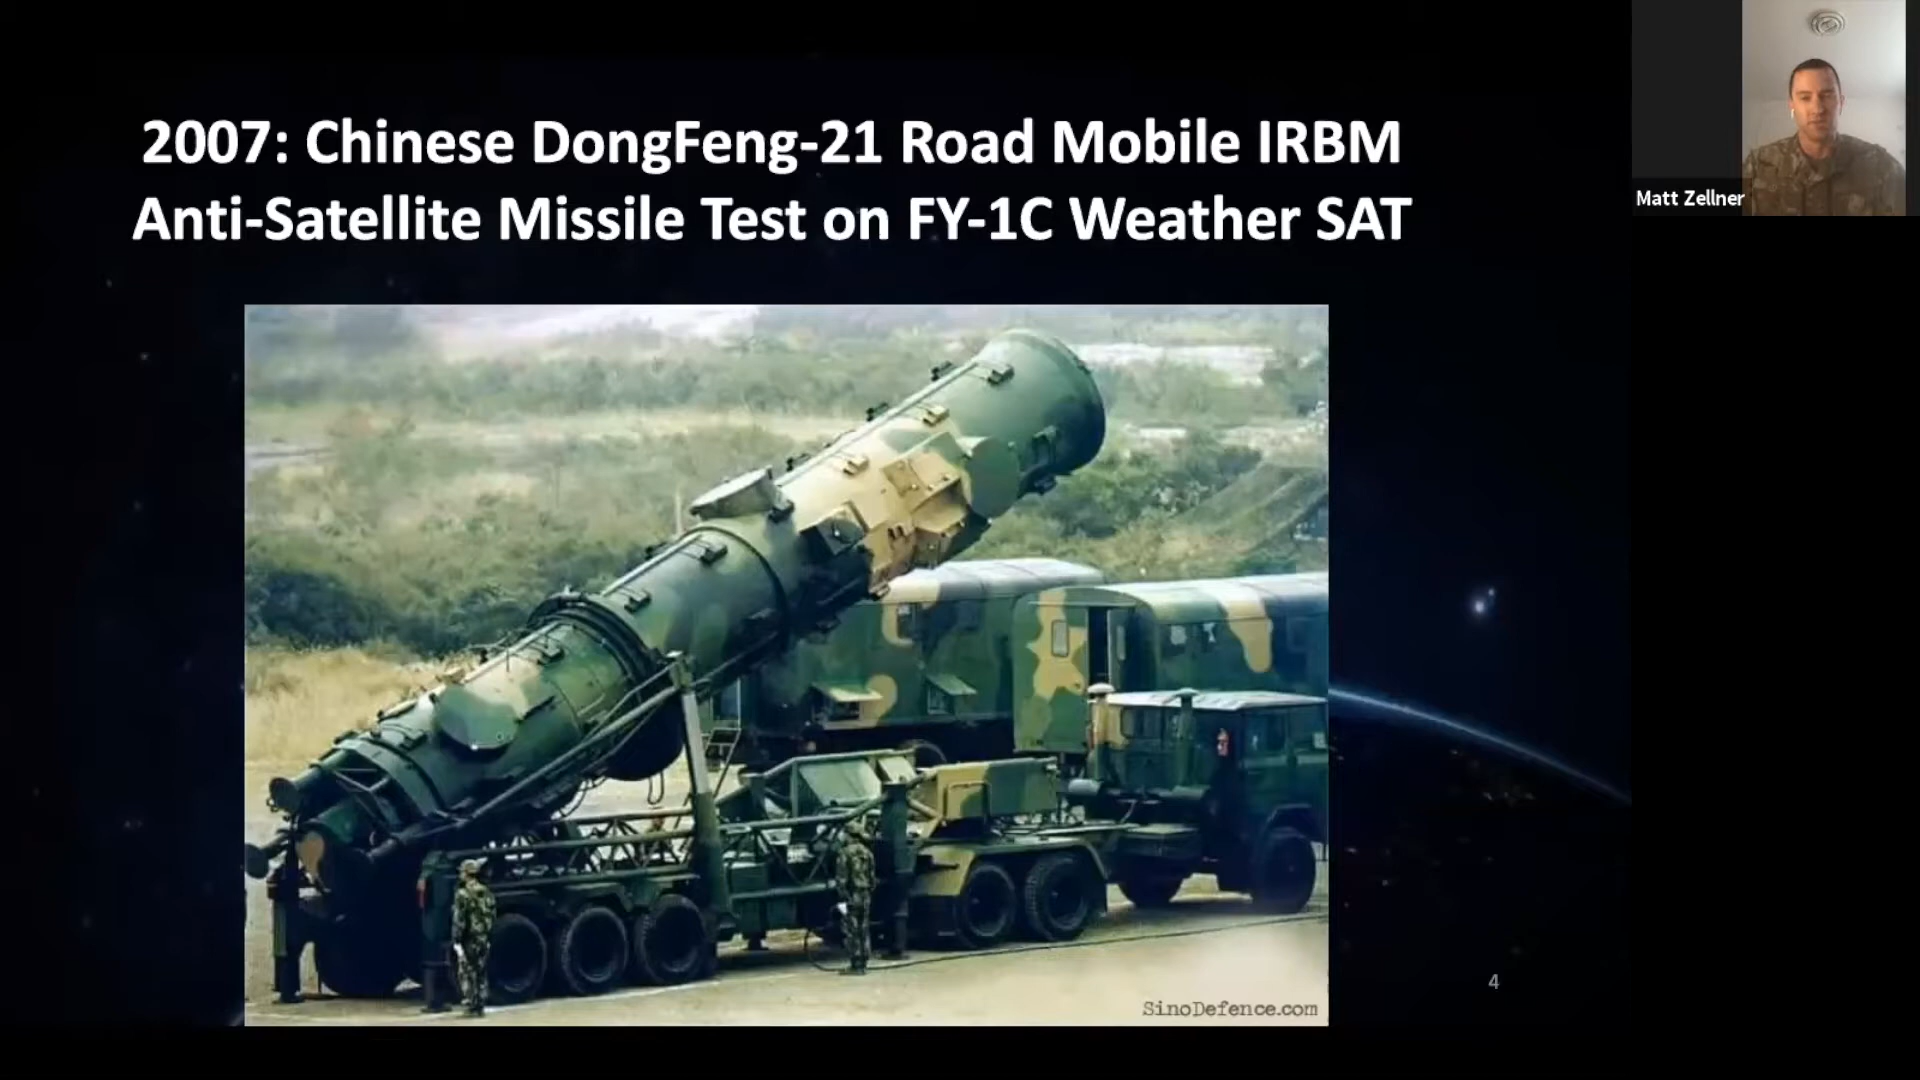 2007: Chinese DongFeng-21 Road Mobile IRBM
Anti-Satellite Missile Test on FY-1C Weather SAT
Matt Zellner
SinoDefence.com
4